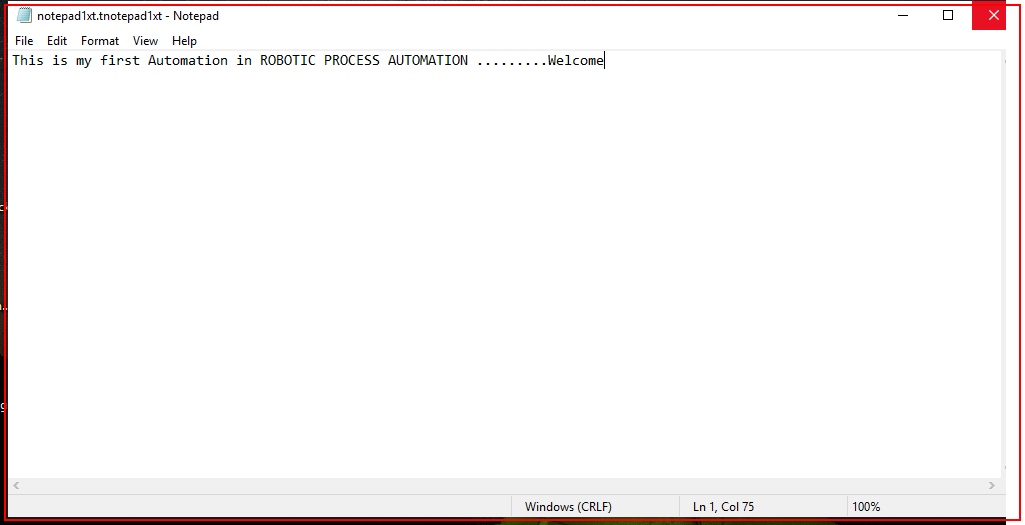 notepad1xt.tnotepad1xt - Notepad
File Edit Format View Help
This is my first Automation in ROBOTIC PROCESS AUTOMATION .........Welcome
Windows (CRLF) Ln 1, Col 75 100%